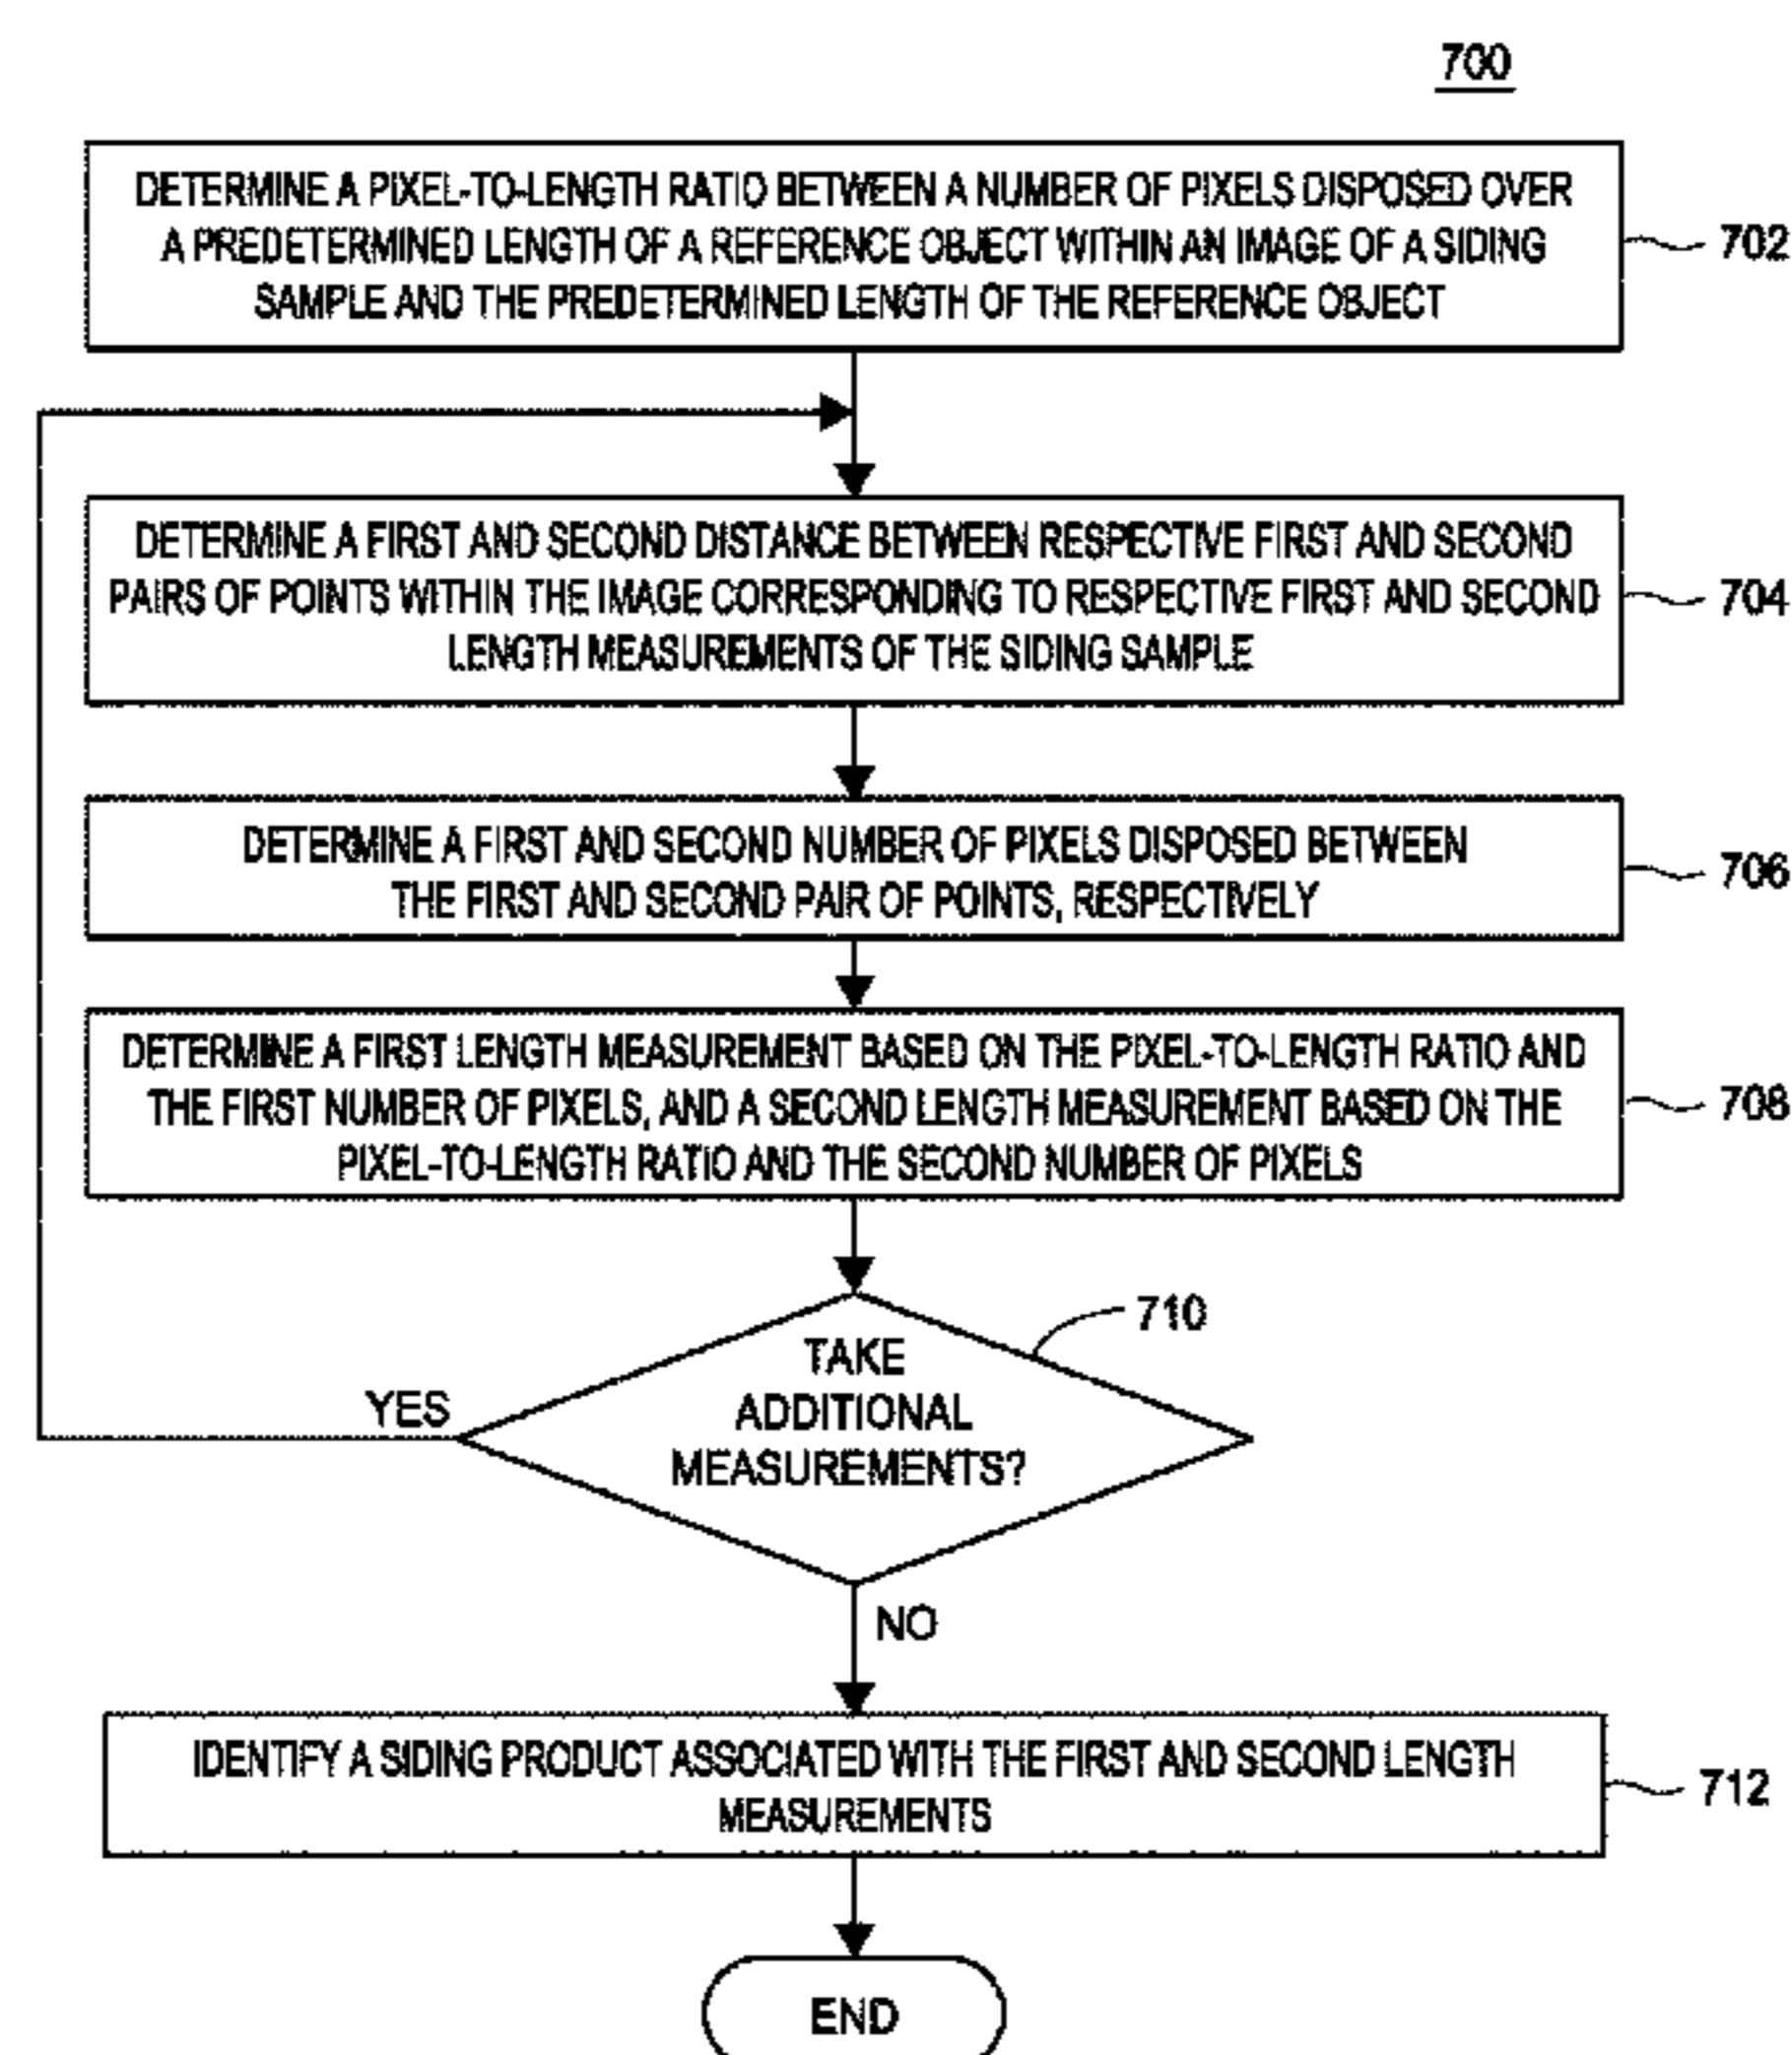 700
DETERMINE A PIXEL-TO-LENGTH RATIO BETWEEN A NUMBER OF PIXELS DISPOSED OVER
A PREDETERMINED LENGTH OF A REFERENCE OBJECT WITHIN AN IMAGE OF A SIDING
SAMPLE AND THE PREDETERMINED LENGTH OF THE REFERENCE OBJECT
702
DETERMINE A FIRST AND SECOND DISTANCE BETWEEN RESPECTIVE FIRST AND SECOND
PAIRS OF POINTS WITHIN THE IMAGE CORRESPONDING TO RESPECTIVE FIRST AND SECOND
LENGTH MEASUREMENTS OF THE SIDING SAMPLE
704
DETERMINE A FIRST AND SECOND NUMBER OF PIXELS DISPOSED BETWEEN
THE FIRST AND SECOND PAIR OF POINTS, RESPECTIVELY
706
DETERMINE A FIRST LENGTH MEASUREMENT BASED ON THE PIXEL-TO-LENGTH RATIO AND
THE FIRST NUMBER OF PIXELS, AND A SECOND LENGTH MEASUREMENT BASED ON THE
PIXEL-TO-LENGTH RATIO AND THE SECOND NUMBER OF PIXELS
708
710
TAKE
ADDITIONAL
MEASUREMENTS?
YES
NO
IDENTIFY A SIDING PRODUCT ASSOCIATED WITH THE FIRST AND SECOND LENGTH
MEASUREMENTS
712
END